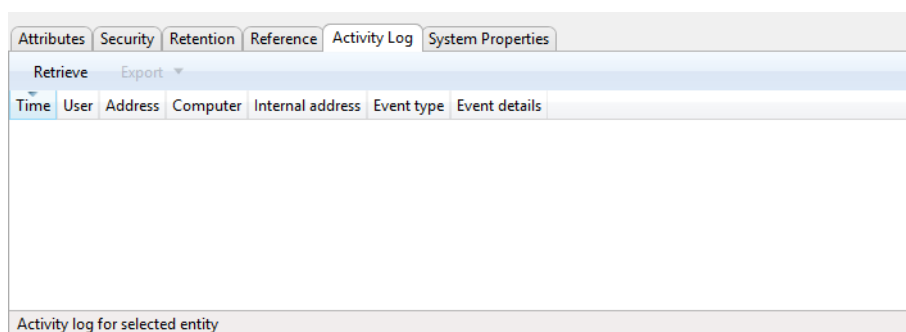 Attributes Security Retention Reference Activity Log System Properties
Retrieve Export
Time User Address Computer Internal address Event type Event details
Activity log for selected entity